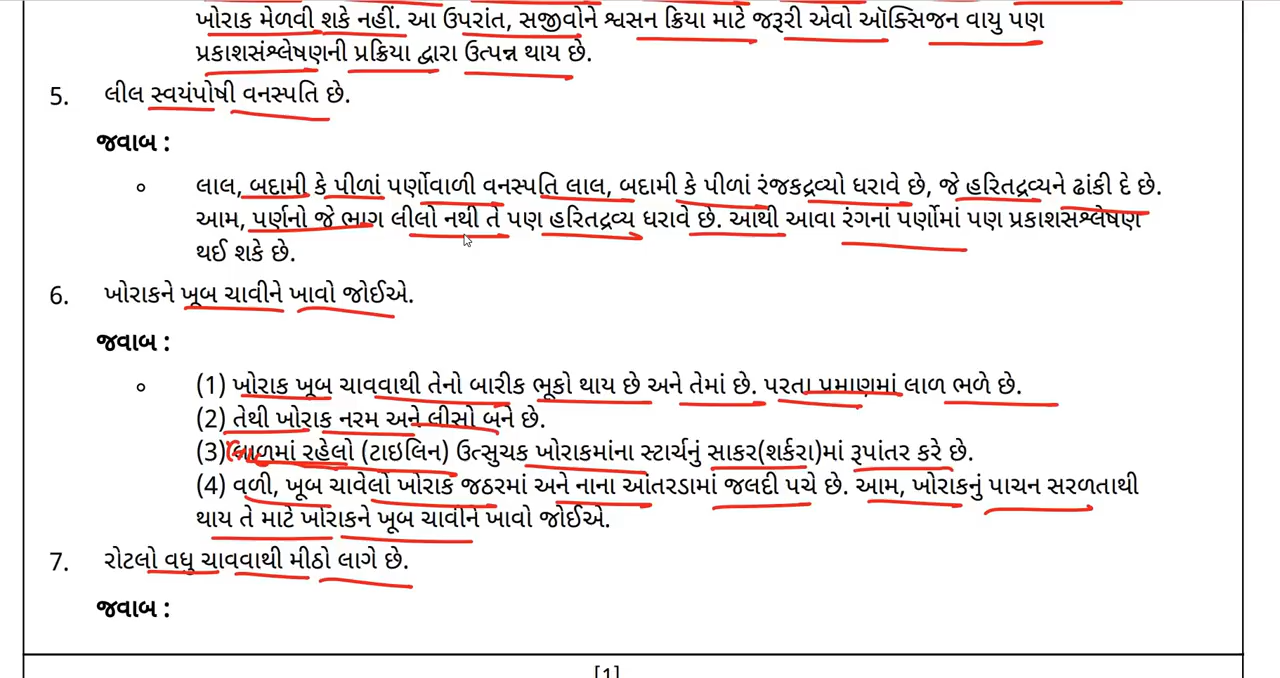 ખોરાક મેળવી શકે નહીં. આ ઉપરાંત, સજીવોને શ્વસન ક્રિયા માટે જરૂરી એવો ઑક્સિજન વાયુ પણ
પ્રકાશસંશ્લેષણની પ્રક્રિયા દ્વારા ઉત્પન્ન થાય છે.
5. લીલ સ્વયંપોષી વનસ્પતિ છે.
જવાબ :
○ લાલ, બદામી કે પીળાં પર્ણોવાળી વનસ્પતિ લાલ, બદામી કે પીળાં રંજકદ્રવ્યો ધરાવે છે, જે હરિતદ્રવ્યને ઢાંકી દે છે.
આમ, પર્ણનો જે ભાગ લીલો નથી તે પણ હરિતદ્રવ્ય ધરાવે છે. આથી આવા રંગનાં પર્ણોમાં પણ પ્રકાશસંશ્લેષણ
થઈ શકે છે.
6. ખોરાકને ખૂબ ચાવીને ખાવો જોઈએ.
જવાબ :
○ (1) ખોરાક ખૂબ ચાવવાથી તેનો બારીક ભૂકો થાય છે અને તેમાં છે. પરતા પ્રમાણમાં લાળ ભળે છે.
(2) તેથી ખોરાક નરમ અને લીસો બને છે.
(3) લાળમાં રહેલો (ટાઇલિન) ઉત્સુચક ખોરાકમાંના સ્ટાર્ચનું સાકર(શર્કરા)માં રૂપાંતર કરે છે.
(4) વળી, ખૂબ ચાવેલો ખોરાક જઠરમાં અને નાના આંતરડામાં જલદી પચે છે. આમ, ખોરાકનું પાચન સરળતાથી
થાય તે માટે ખોરાકને ખૂબ ચાવીને ખાવો જોઈએ.
7. રોટલો વધુ ચાવવાથી મીઠો લાગે છે.
જવાબ :
[1]